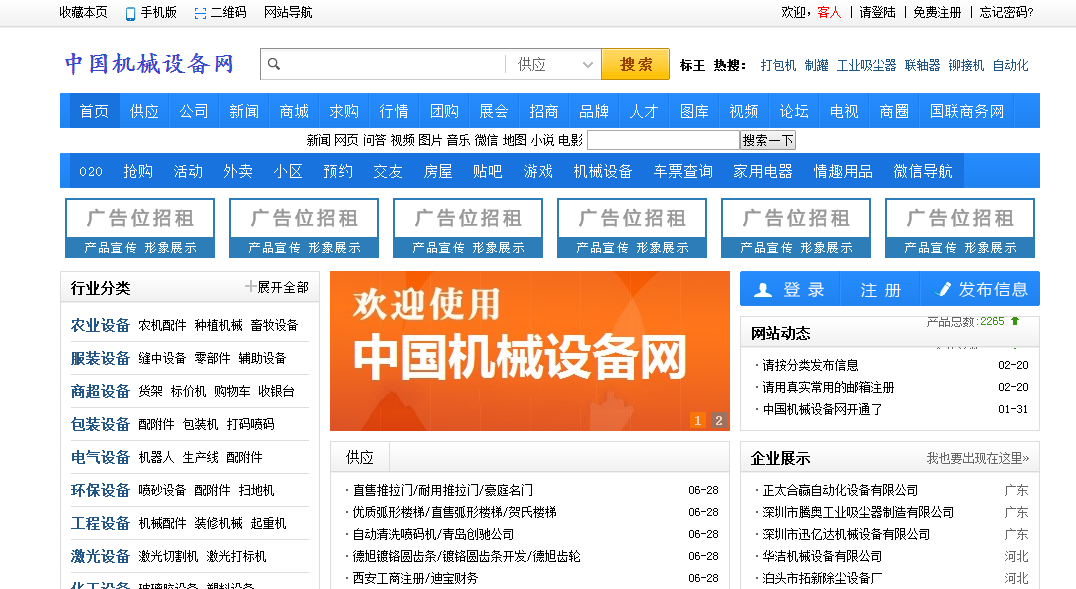 收藏本页 手机版 二维码 网站导航 欢迎，客人 | 请登陆 | 免费注册 | 忘记密码?
中国机械设备网 供应 搜索 标王 热搜： 打包机 制罐 工业吸尘器 联轴器 铆接机 自动化
首页 供应 公司 新闻 商城 求购 行情 团购 展会 招商 品牌 人才 图库 视频 论坛 电视 商圈 国联商务网
新闻 网页 问答 视频 图片 音乐 微信 地图 小说 电影 搜索一下
O2O 抢购 活动 外卖 小区 预约 交友 房屋 贴吧 游戏 机械设备 车票查询 家用电器 情趣用品 微信导航
广告位招租 广告位招租 广告位招租 广告位招租 广告位招租 广告位招租
产品宣传 形象展示 产品宣传 形象展示 产品宣传 形象展示 产品宣传 形象展示 产品宣传 形象展示 产品宣传 形象展示
行业分类 展开全部
农业设备 农机配件 种植机械 畜牧设备
服装设备 缝中设备 零部件 辅助设备
商超设备 货架 标价机 购物车 收银台
包装设备 配附件 包装机 打码喷码
电气设备 机器人 生产线 配附件
环保设备 喷砂设备 配附件 扫地机
工程设备 机械配件 装修机械 起重机
激光设备 激光切割机 激光打标机
化工设备 玻璃胶设备 塑料设备
欢迎使用
中国机械设备网
1 2
供应
·直售推拉门/耐用推拉门/豪庭名门 06-28
·优质弧形楼梯/直售弧形楼梯/贺氏楼梯 06-28
·自动清洗喷码机/青岛创驰公司 06-28
·德旭镀铬圆齿条/镀铬圆齿条开发/德旭齿轮 06-28
·西安工商注册/迪宝财务 06-28
登录 注册 发布信息
网站动态 产品总数:2265
·请按分类发布信息 02-20
·请用真实常用的邮箱注册 02-20
·中国机械设备网开通了 01-31
企业展示 我也要出现在这里»
·正太合赢自动化设备有限公司 广东
·深圳市腾奥工业吸尘器制造有限公司 广东
·深圳市迅亿达机械设备有限公司 广东
·华洁机械设备有限公司 河北
·泊头市拓新除尘设备厂 河北